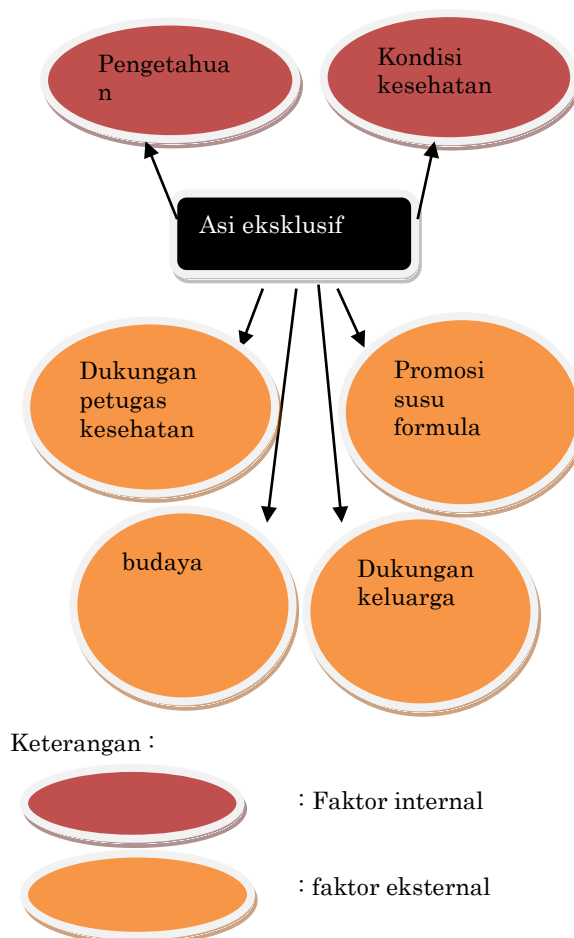 Pengetahua
n
Kondisi
kesehatan
Asi eksklusif
Dukungan
petugas
kesehatan
Promosi
susu
formula
budaya
Dukungan
keluarga
Keterangan :
: Faktor internal
: faktor eksternal